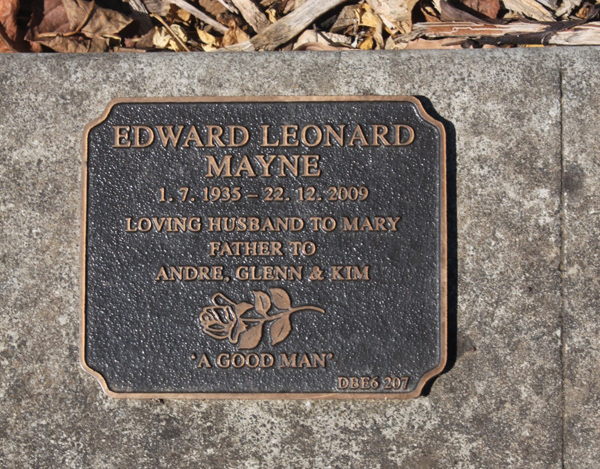 EDWARD LEONARD
MAYNE
1. 7. 1935 – 22. 12. 2009
LOVING HUSBAND TO MARY
FATHER TO
ANDRE, GLENN & KIM
'A GOOD MAN'
DBE6 207